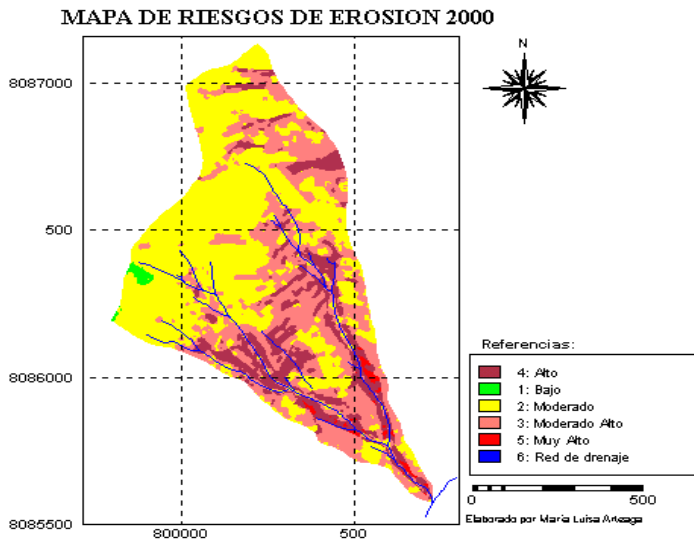 MAPA DE RIESGOS DE EROSION 2000
N
8087000
500
8086000
8085500
800000
500
Referencias:
4: Alto
1: Bajo
2: Moderado
3: Moderado Alto
5: Muy Alto
6: Red de drenaje
0
500
Elaborado por María Luisa Arteaga